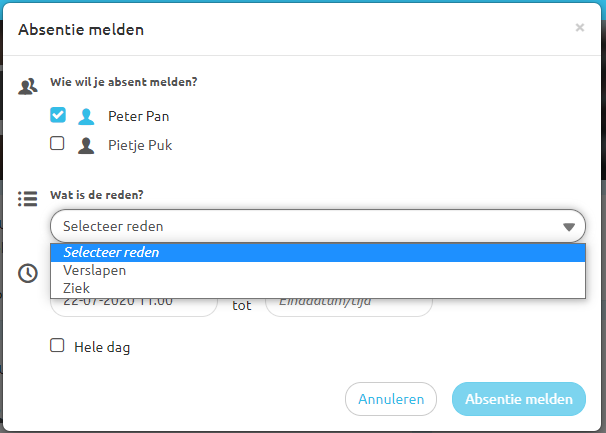 Absentie melden
×
Wie wil je absent melden?
Peter Pan
Pietje Puk
Wat is de reden?
Selecteer reden
Selecteer reden
Verslapen
Ziek
22-07-2020 11:00 tot Einddatum/tijd
Hele dag
Annuleren Absentie melden